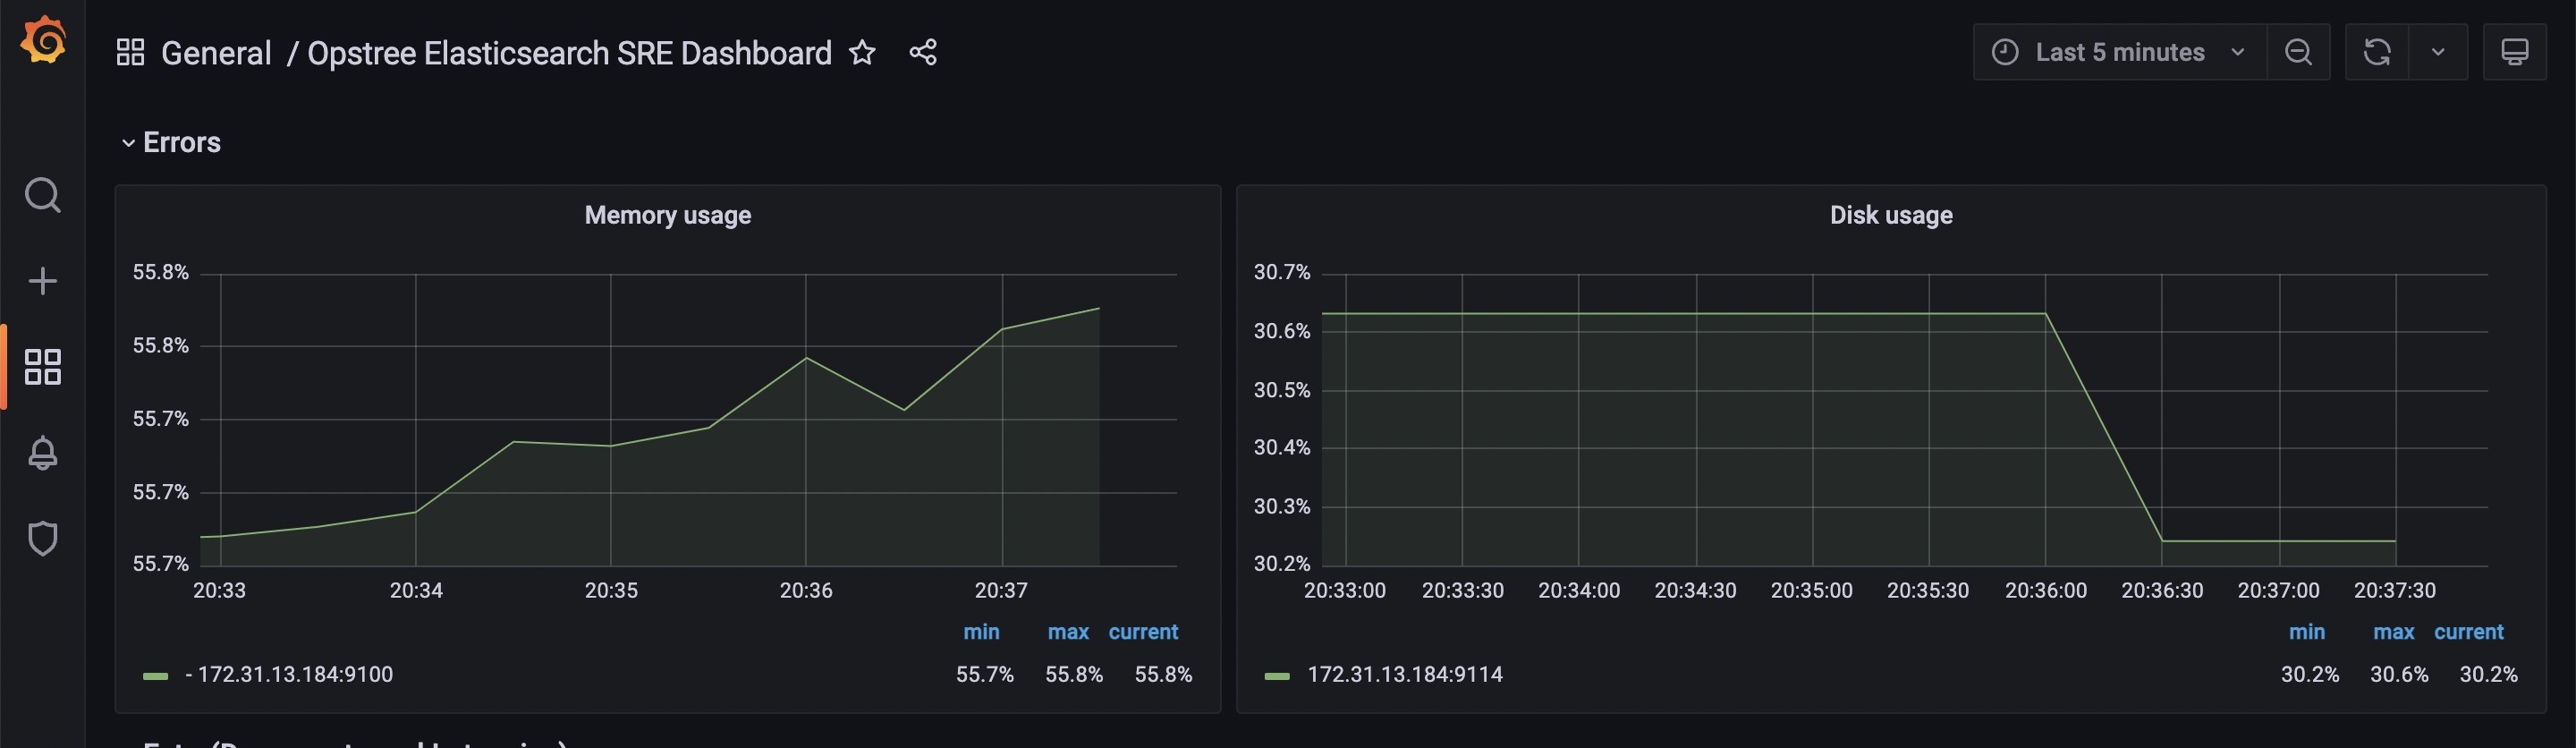 General / Opstree Elasticsearch SRE Dashboard
Last 5 minutes
Errors
Memory usage
55.8%
55.8%
55.7%
55.7%
55.7%
20:33 20:34 20:35 20:36 20:37
min max current
- 172.31.13.184:9100 55.7% 55.8% 55.8%
Disk usage
30.7%
30.6%
30.5%
30.4%
30.3%
30.2%
20:33:00 20:33:30 20:34:00 20:34:30 20:35:00 20:35:30 20:36:00 20:36:30 20:37:00 20:37:30
min max current
172.31.13.184:9114 30.2% 30.6% 30.2%